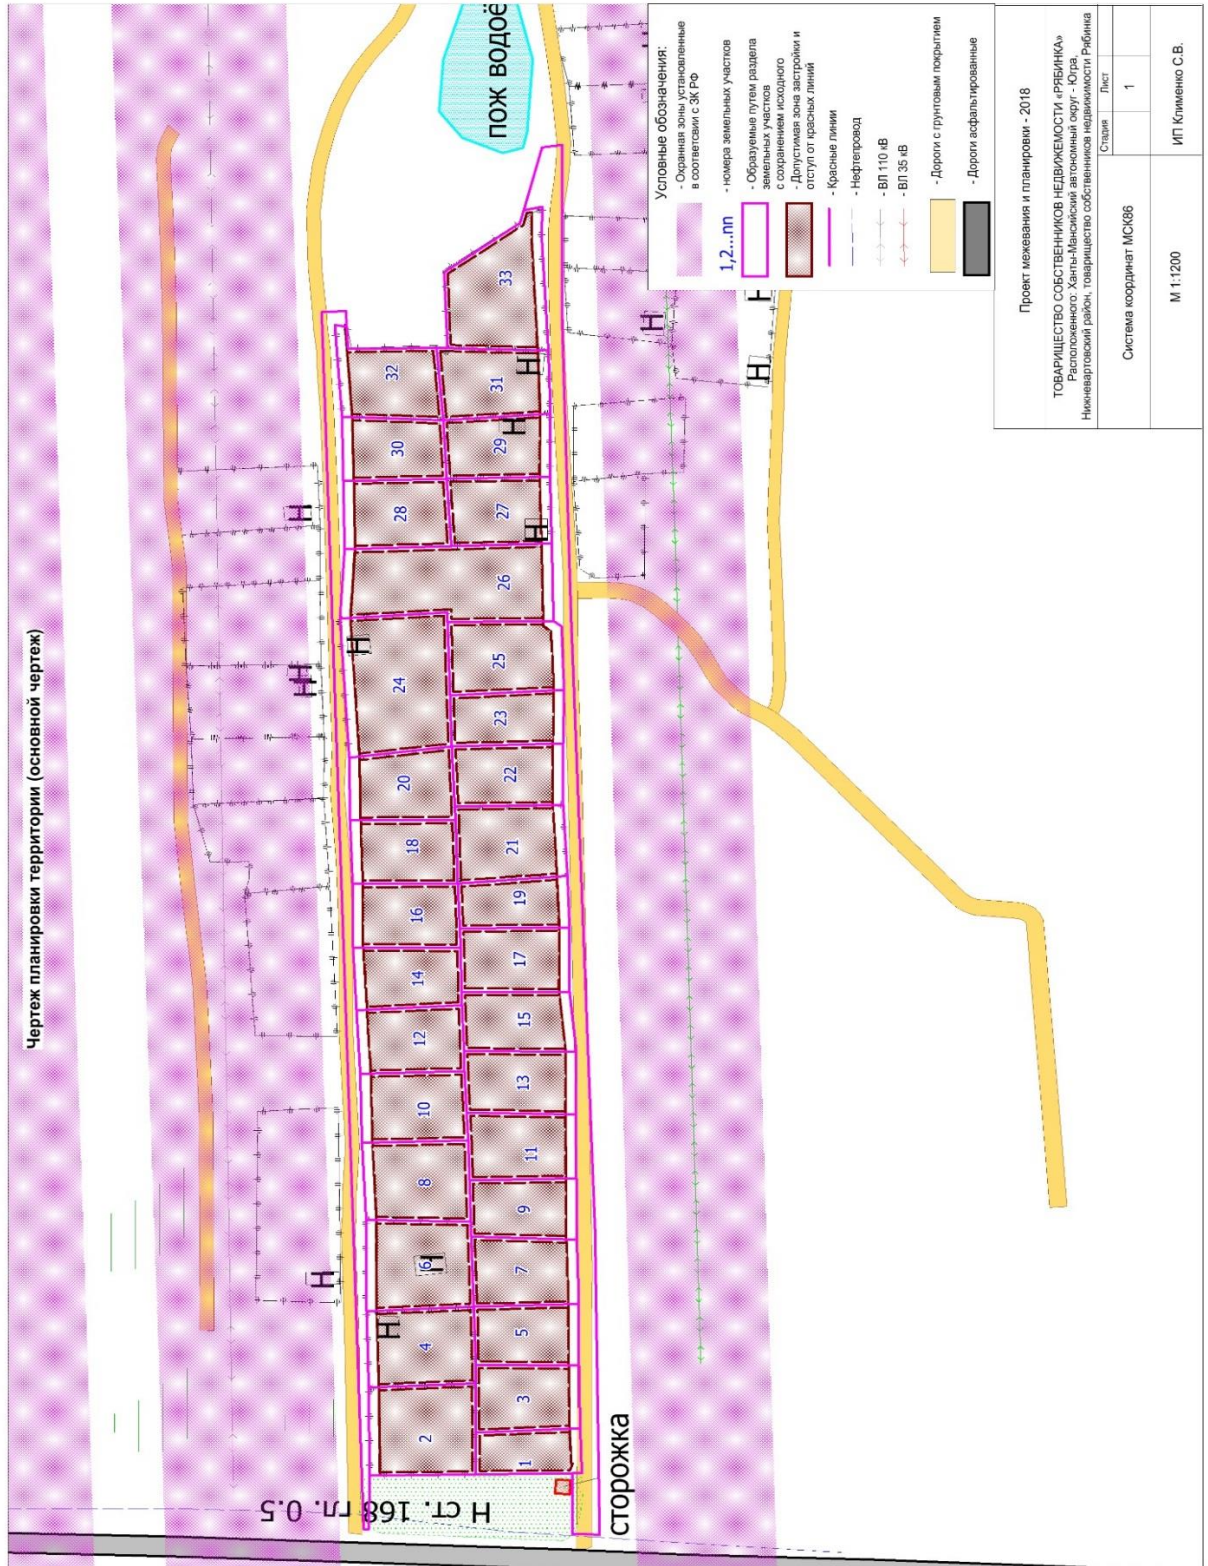 Чертеж планировки территории (основной чертеж)
ПОЖ ВОДОЁ
33
32
31
30
29
28
27
26
24
25
23
20
22
18
21
16
19
14
17
12
15
10
13
8
11
6
9
4
7
2
5
3
1
Н
Н
Н
Н
Н
Н
Н
Н
Н
Н
Н
Н
Н
Н
сторожка
Н ст. 168 гл. 0.5
Условные обозначения:
- Охранная зоны установленные
в соответсвии с ЗК РФ
1,2...nn - номера земельных участков
- Образуемые путем раздела
земельных участков
с сохранением исходного
- Допустимая зона застройки и
отступ от красных линий
- Красные линии
- Нефтепровод
- ВЛ 110 кВ
- ВЛ 35 кВ
- Дороги с грунтовым покрытием
- Дороги асфальтированные
Проект межевания и планировки - 2018
ТОВАРИЩЕСТВО СОБСТВЕННИКОВ НЕДВИЖЕМОСТИ «РЯБИНКА»
Расположенного: Ханты-Мансийский автономный округ - Югра,
Нижневартовский район, товарищество собственников недвижимости Рябинка
Система координат МСК86
Стадия Лист
1
М 1:1200
ИП Клименко С.В.